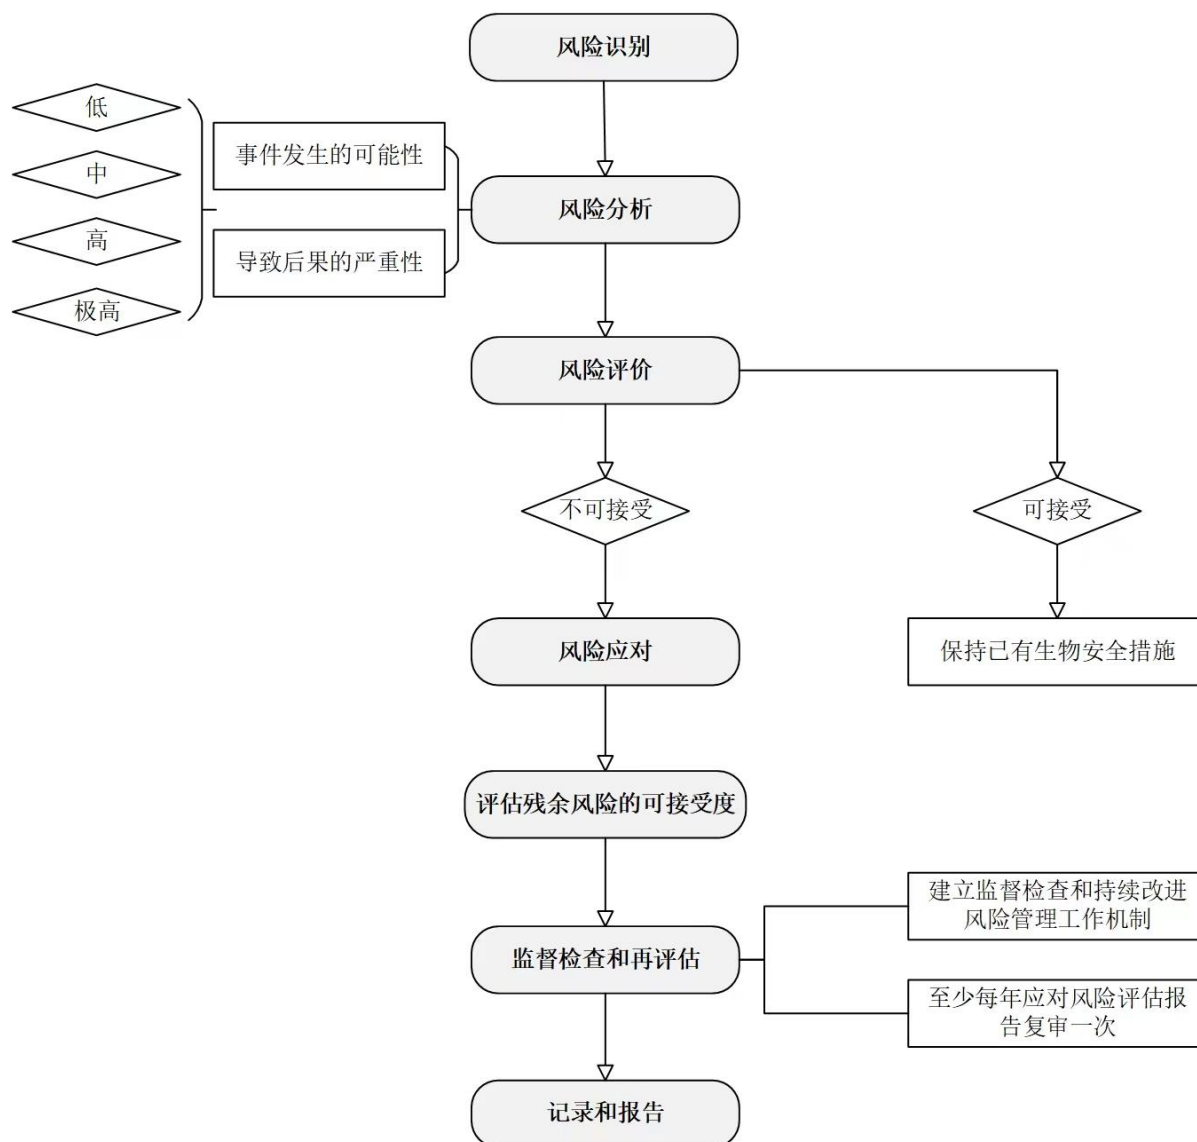 风险识别
低
中
高
极高
事件发生的可能性
导致后果的严重性
风险分析
风险评价
不可接受
可接受
风险应对
保持已有生物安全措施
评估残余风险的可接受度
监督检查和再评估
建立监督检查和持续改进
风险管理工作机制
至少每年应对风险评估报
告复审一次
记录和报告